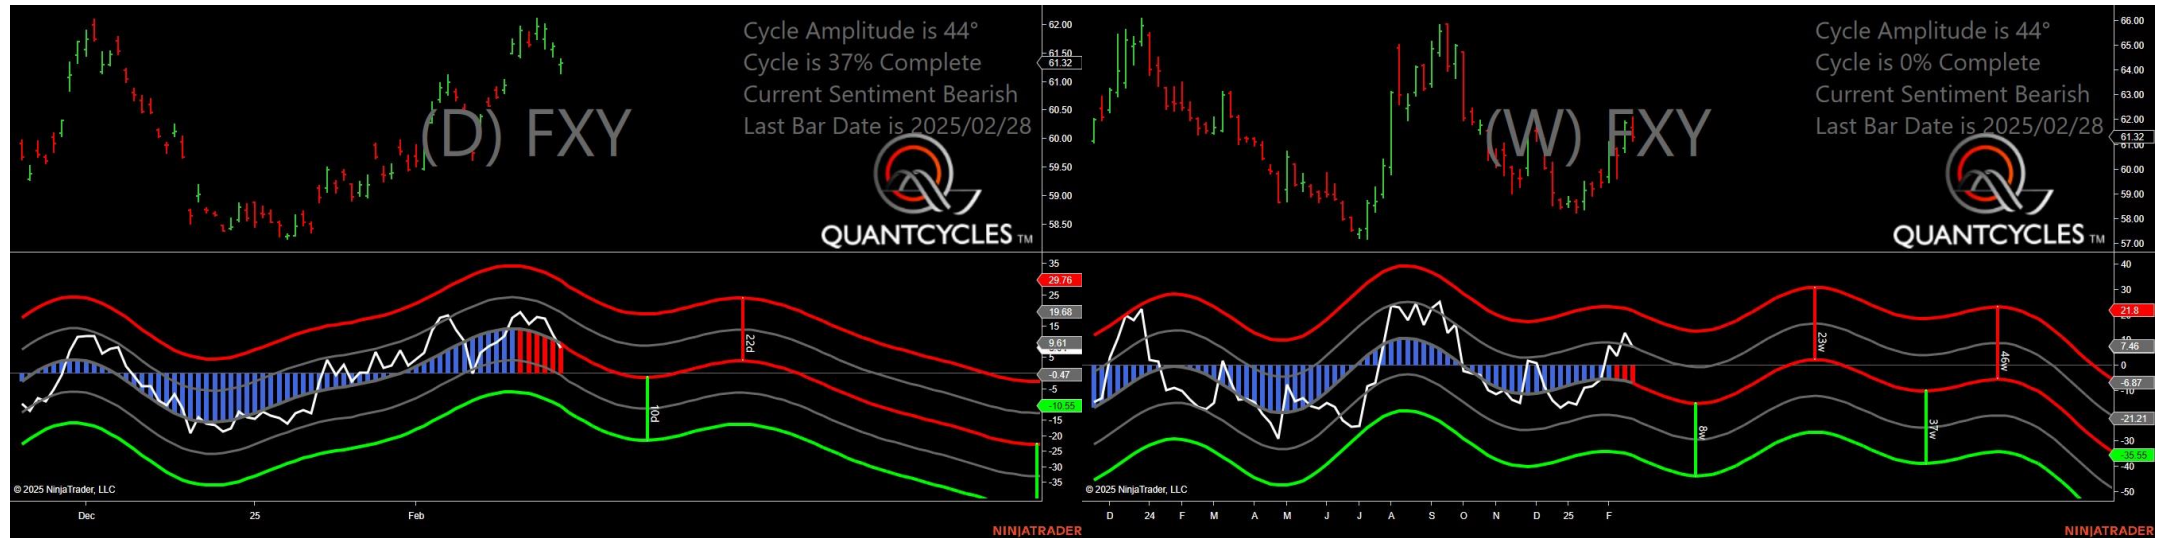 Cycle Amplitude is 44°
Cycle is 37% Complete
Current Sentiment Bearish
Last Bar Date is 2025/02/28
(D) FXY
QUANTCYCLES TM
62.00
61.50
61.32
61.00
60.50
60.00
59.50
59.00
58.50
35
29.76
25
19.68
15
9.61
5
-0.47
-5
-10.55
-15
-20
-25
-30
-35
22d
10d
© 2025 NinjaTrader, LLC
Dec
25
Feb
NINJATRADER
Cycle Amplitude is 44°
Cycle is 0% Complete
Current Sentiment Bearish
Last Bar Date is 2025/02/28
(W) FXY
QUANTCYCLES TM
66.00
65.00
64.00
63.00
62.00
61.32
61.00
60.00
59.00
58.00
57.00
40
30
21.8
7.46
0
-6.87
-10
-21.21
-30
-35.55
-40
-50
23w
46w
8w
37w
© 2025 NinjaTrader, LLC
D 24 F M A M J J A S O N D 25 F
NINJATRADER